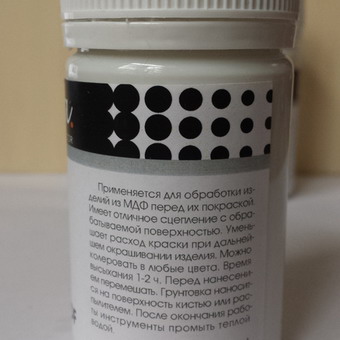 Применяется для обработки из-
делий из МДФ перед их покраской.
Имеет отличное сцепление с обра-
батываемой поверхностью. Умень-
шает расход краски при дальней-
шем окрашивании изделия. Можно
колеровать в любые цвета. Время
высыхания 1-2 ч. Перед нанесени-
ем перемешать. Грунтовка наносит-
ся на поверхность кистью или рас-
пылителем. После окончания рабо-
ты инструменты промыть теплой
водой.